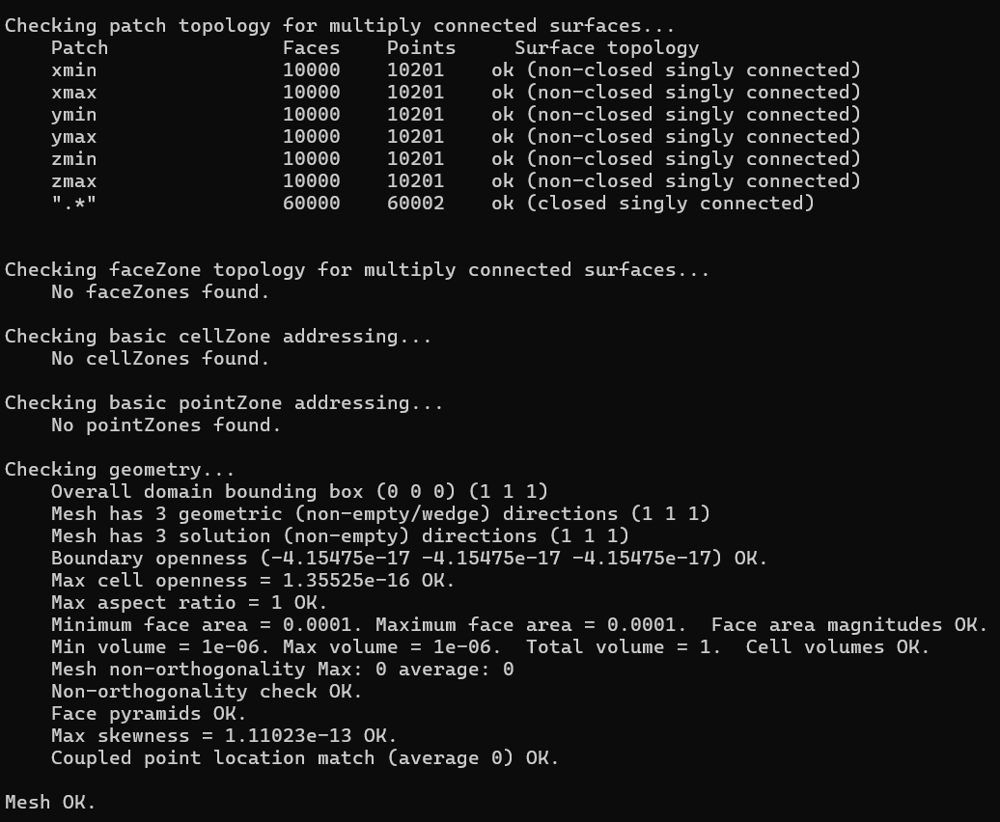 Checking patch topology for multiply connected surfaces...
    Patch               Faces    Points     Surface topology
    xmin                10000    10201    ok (non-closed singly connected)
    xmax                10000    10201    ok (non-closed singly connected)
    ymin                10000    10201    ok (non-closed singly connected)
    ymax                10000    10201    ok (non-closed singly connected)
    zmin                10000    10201    ok (non-closed singly connected)
    zmax                10000    10201    ok (non-closed singly connected)
    ".*"                60000    60002    ok (closed singly connected)

Checking faceZone topology for multiply connected surfaces...
    No faceZones found.

Checking basic cellZone addressing...
    No cellZones found.

Checking basic pointZone addressing...
    No pointZones found.

Checking geometry...
    Overall domain bounding box (0 0 0) (1 1 1)
    Mesh has 3 geometric (non-empty/wedge) directions (1 1 1)
    Mesh has 3 solution (non-empty) directions (1 1 1)
    Boundary openness (-4.15475e-17 -4.15475e-17 -4.15475e-17) OK.
    Max cell openness = 1.35525e-16 OK.
    Max aspect ratio = 1 OK.
    Minimum face area = 0.0001. Maximum face area = 0.0001.  Face area magnitudes OK.
    Min volume = 1e-06. Max volume = 1e-06.  Total volume = 1.  Cell volumes OK.
    Mesh non-orthogonality Max: 0 average: 0
    Non-orthogonality check OK.
    Face pyramids OK.
    Max skewness = 1.11023e-13 OK.
    Coupled point location match (average 0) OK.

Mesh OK.